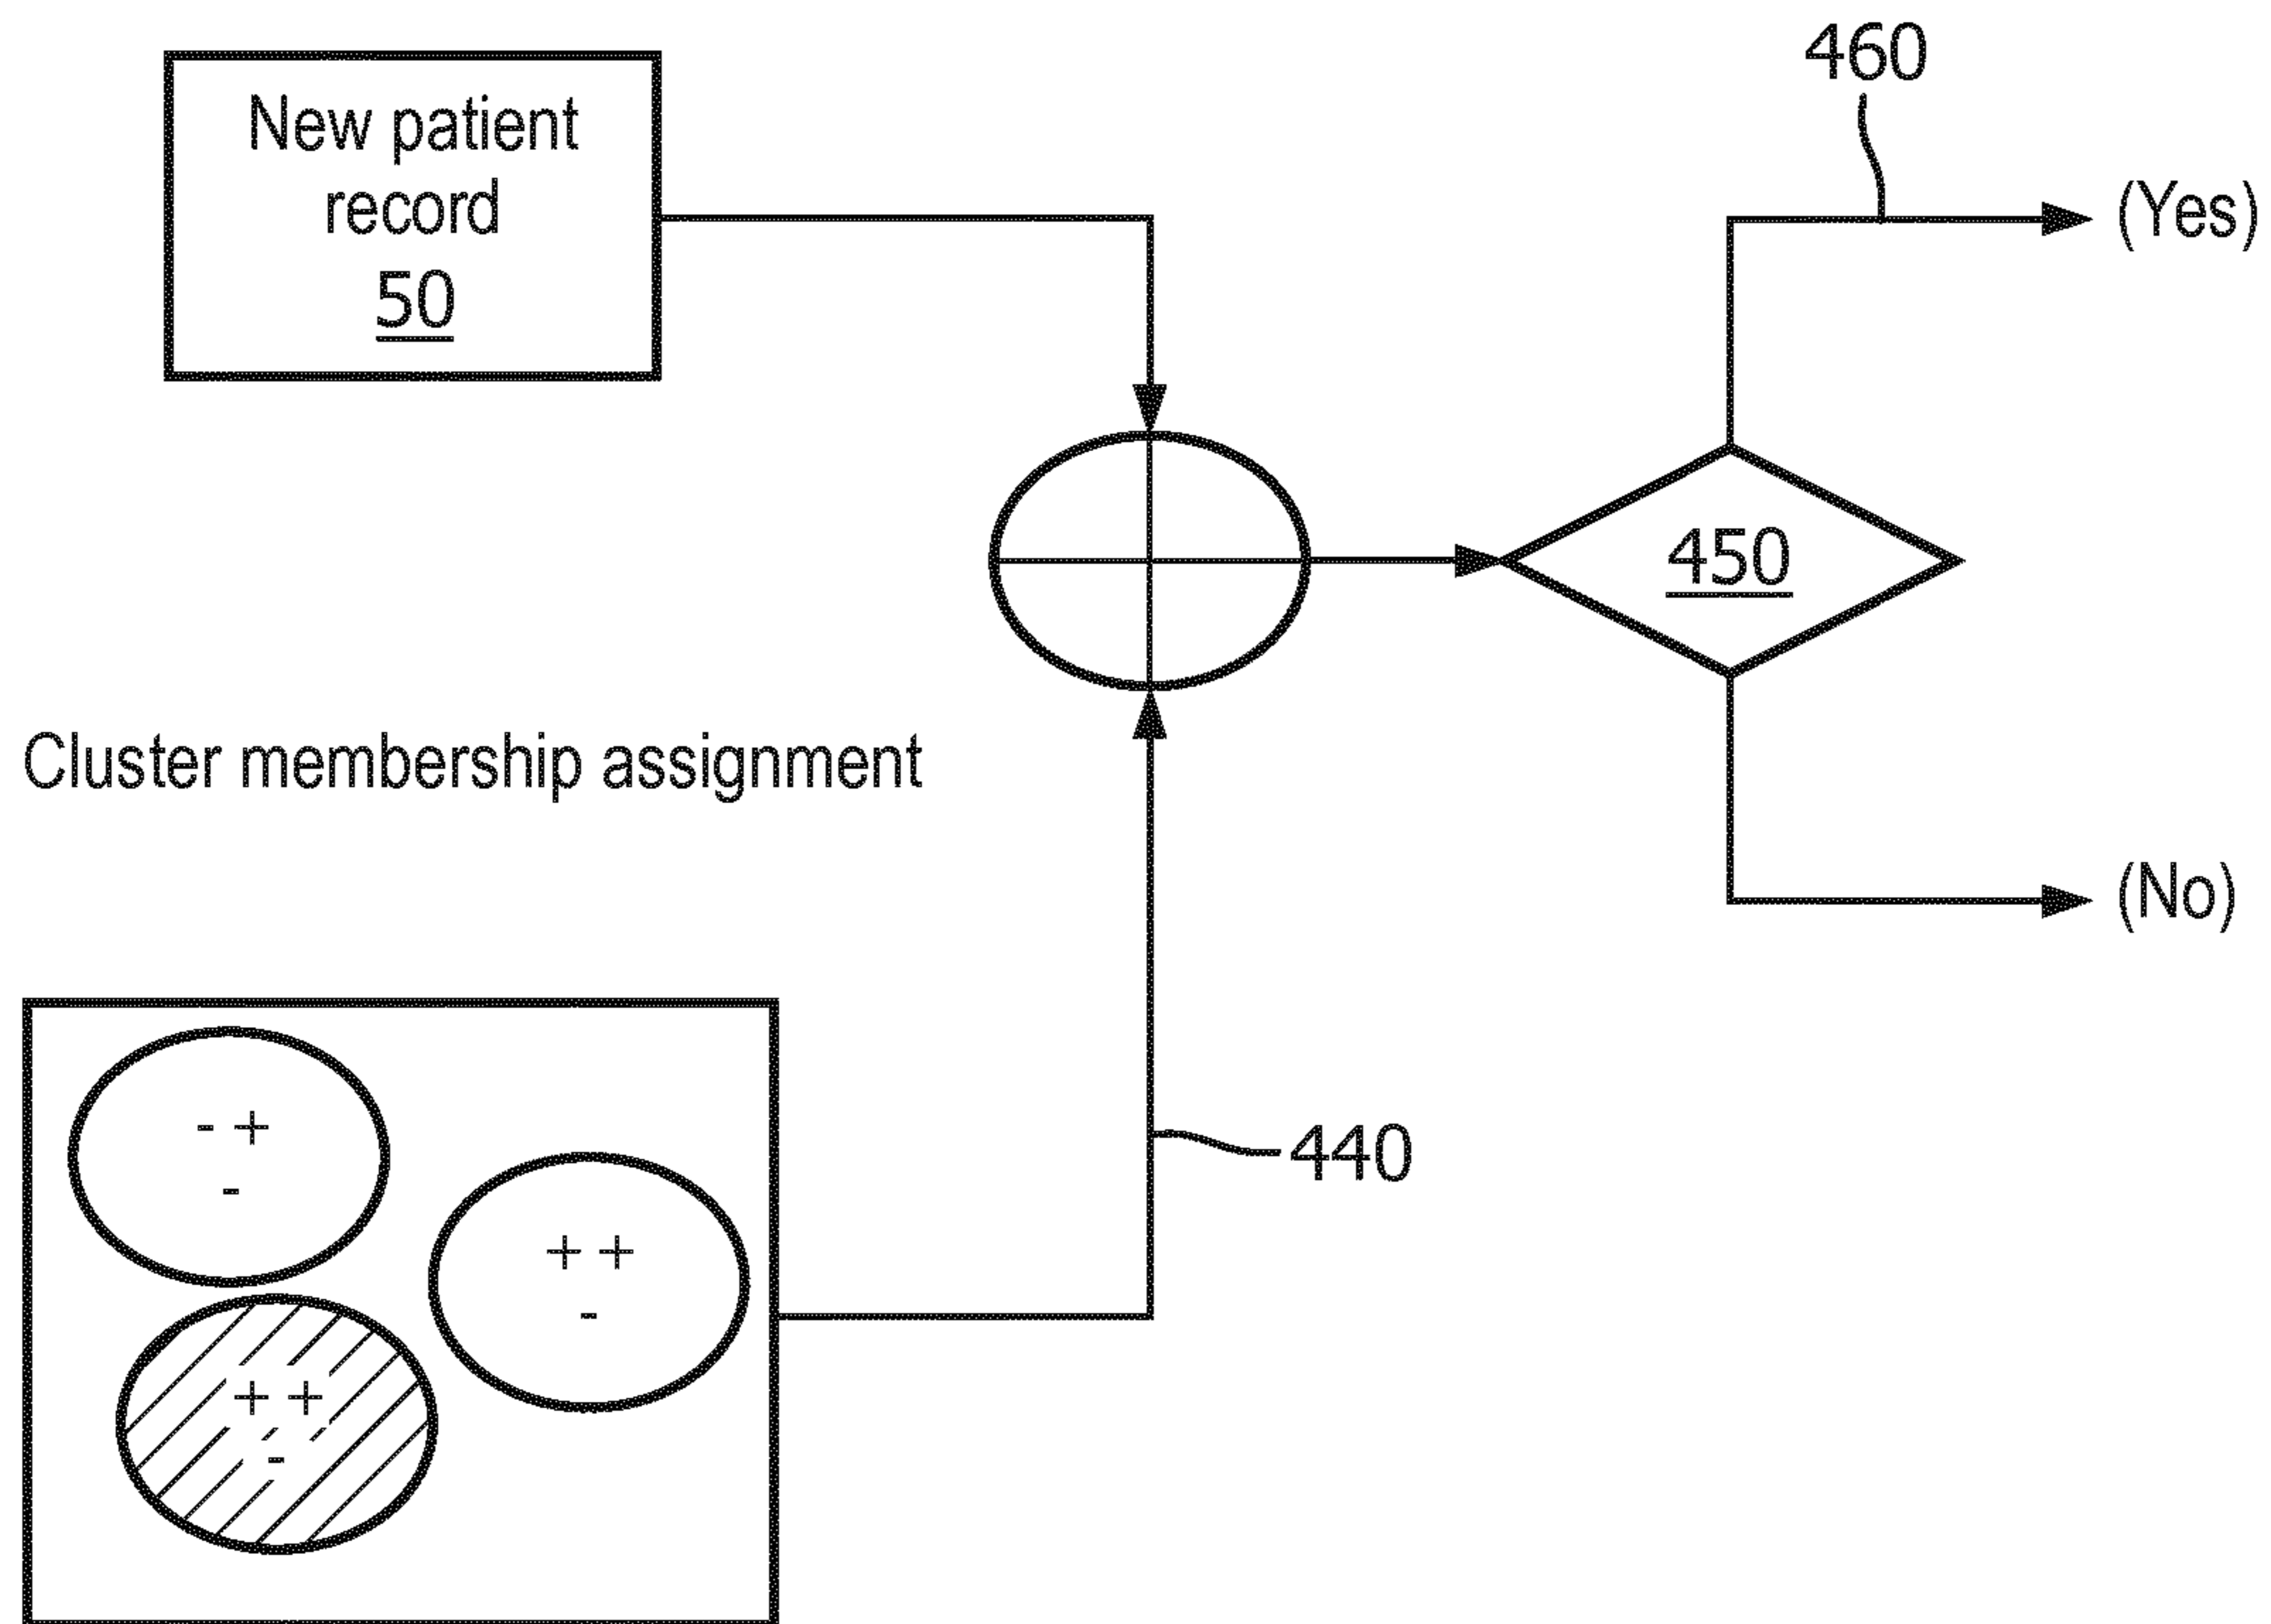 New patient
record
50
460
(Yes)
450
Cluster membership assignment
(No)
- +
-
+ +
-
440
+ +
-